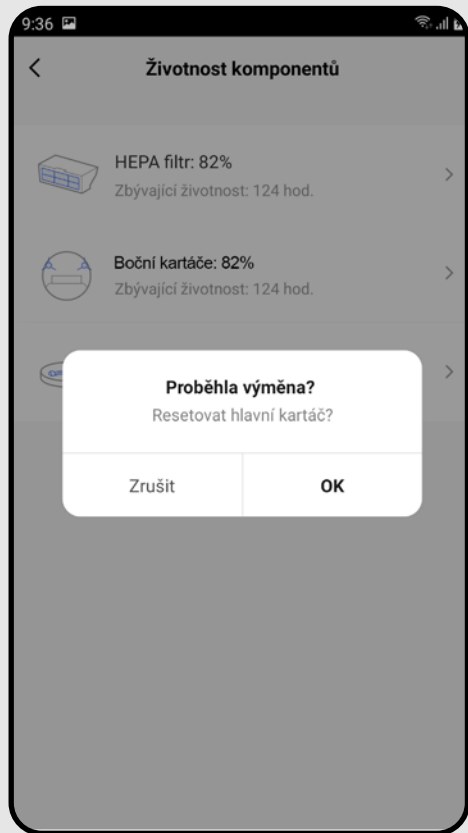 9:36
Životnost komponentů
HEPA filtr: 82%
Zbývající životnost: 124 hod.
Boční kartáče: 82%
Zbývající životnost: 124 hod.
Proběhla výměna?
Resetovat hlavní kartáč?
Zrušit
OK